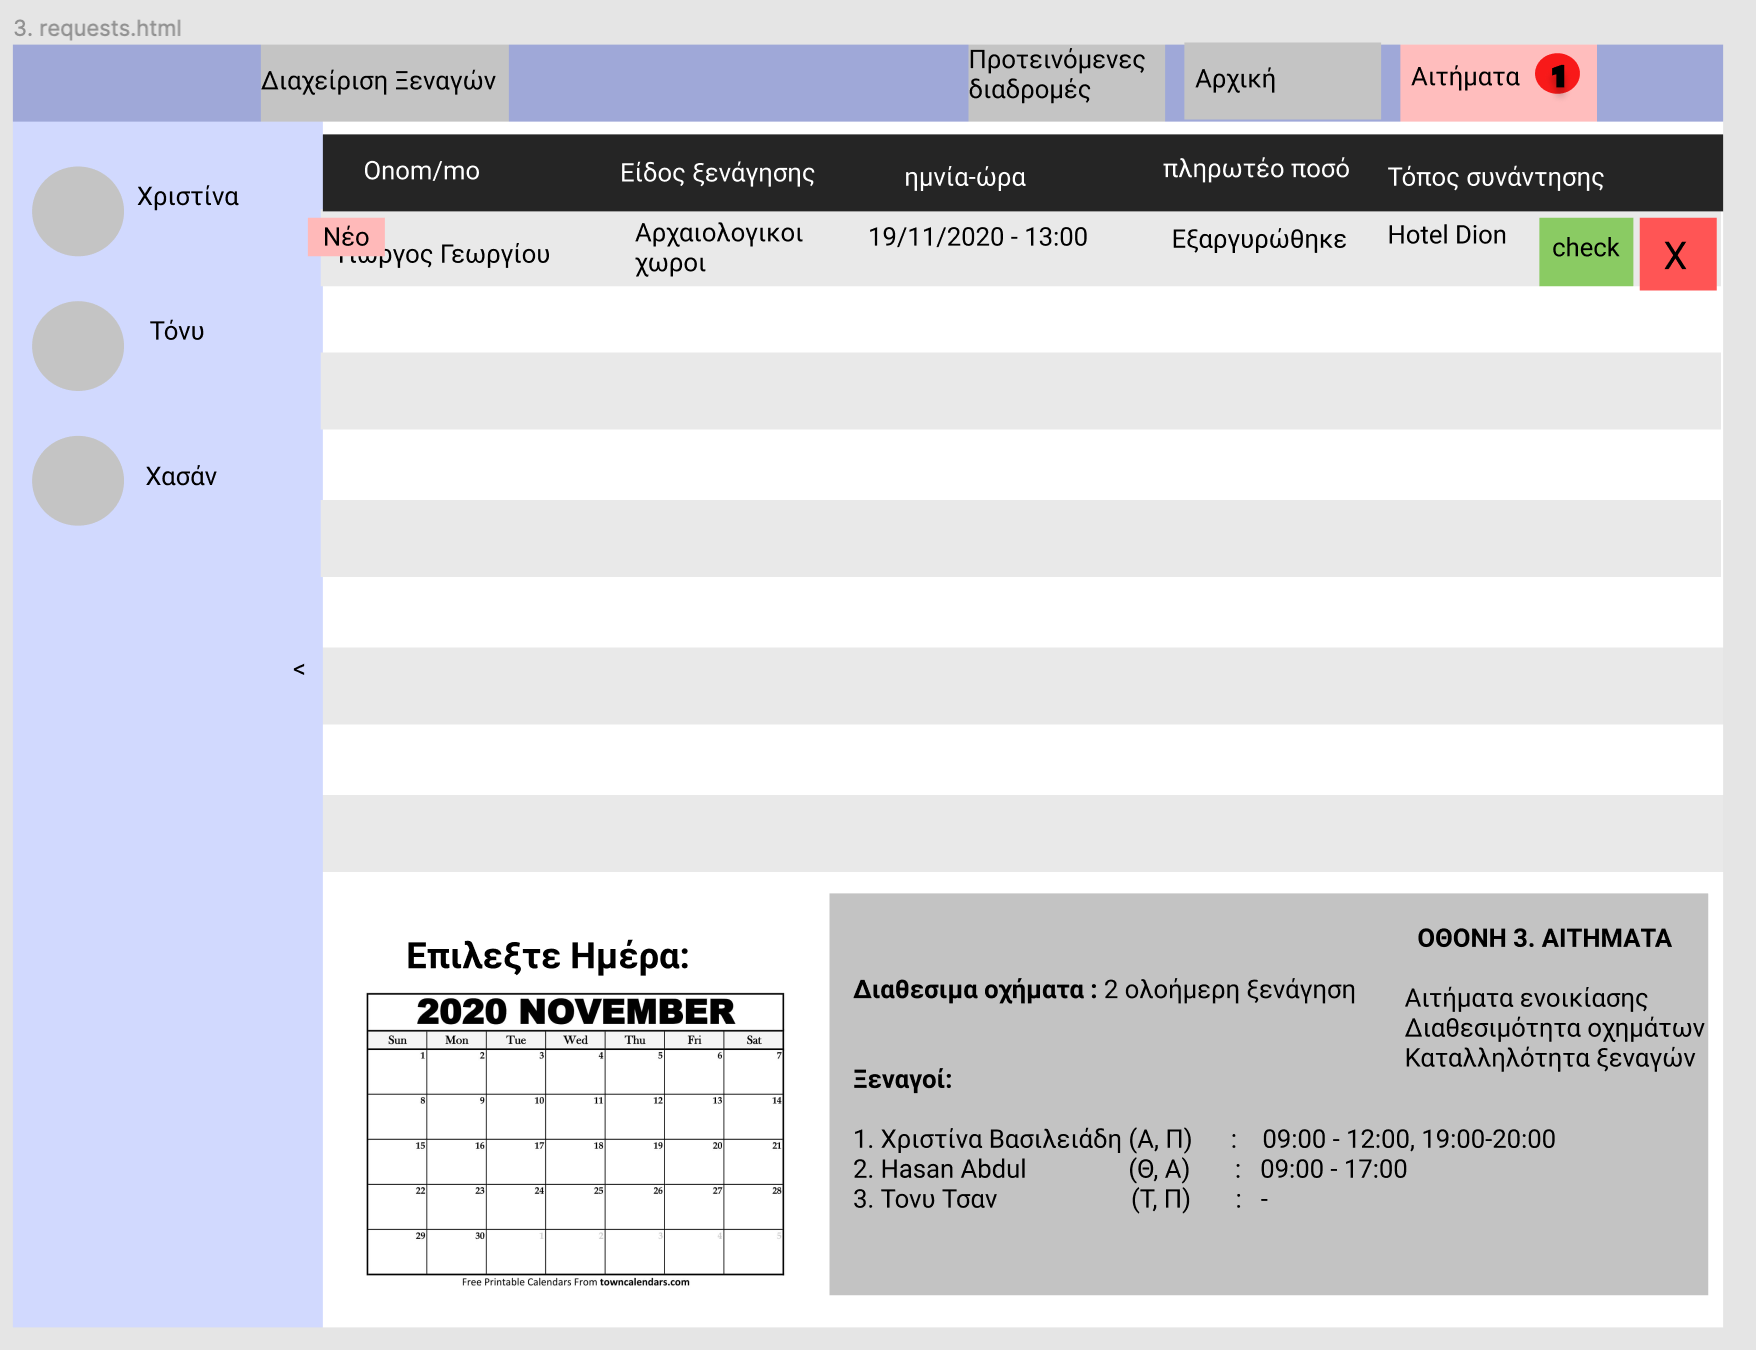 3. requests.html
Διαχείριση Ξεναγών
Προτεινόμενες
διαδρομές
Αρχική
Αιτήματα 1
Χριστίνα
Τόνυ
Χασάν
<
Onom/mo
Είδος ξενάγησης
ημνία-ώρα
πληρωτέο ποσό
Τόπος συνάντησης
Νέο
Γιώργος Γεωργίου
Αρχαιολογικοι
χωροι
19/11/2020 - 13:00
Εξαργυρώθηκε
Hotel Dion
check
X
Επιλεξτε Ημέρα:
2020 NOVEMBER
Sun Mon Tue Wed Thu Fri Sat
1 2 3 4 5 6 7
8 9 10 11 12 13 14
15 16 17 18 19 20 21
22 23 24 25 26 27 28
29 30 1 2 3 4 5
Free Printable Calendars From towncalendars.com
ΟΘΟΝΗ 3. ΑΙΤΗΜΑΤΑ
Αιτήματα ενοικίασης
Διαθεσιμότητα οχημάτων
Καταλληλότητα ξεναγών
Διαθεσιμα οχήματα : 2 ολοήμερη ξενάγηση
Ξεναγοί:
1. Χριστίνα Βασιλειάδη (Α, Π) : 09:00 - 12:00, 19:00-20:00
2. Hasan Abdul (Θ, Α) : 09:00 - 17:00
3. Τονυ Τσαν (Τ, Π) : -